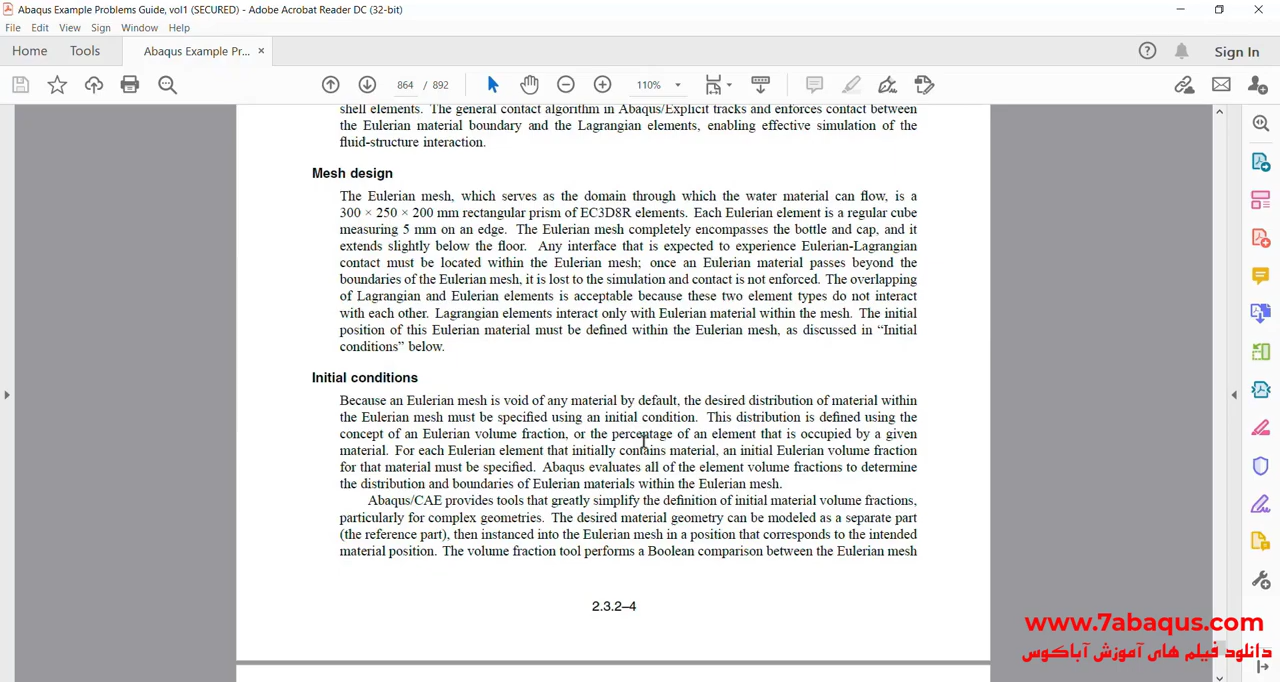 Abaqus Example Problems Guide, vol1 (SECURED) - Adobe Acrobat Reader DC (32-bit)
File Edit View Sign Window Help
Home Tools Abaqus Example Pr... × Sign In
864 / 892 110%
shell elements. The general contact algorithm in Abaqus/Explicit tracks and enforces contact between
the Eulerian material boundary and the Lagrangian elements, enabling effective simulation of the
fluid-structure interaction.
Mesh design
The Eulerian mesh, which serves as the domain through which the water material can flow, is a
300 × 250 × 200 mm rectangular prism of EC3D8R elements. Each Eulerian element is a regular cube
measuring 5 mm on an edge. The Eulerian mesh completely encompasses the bottle and cap, and it
extends slightly below the floor. Any interface that is expected to experience Eulerian-Lagrangian
contact must be located within the Eulerian mesh; once an Eulerian material passes beyond the
boundaries of the Eulerian mesh, it is lost to the simulation and contact is not enforced. The overlapping
of Lagrangian and Eulerian elements is acceptable because these two element types do not interact
with each other. Lagrangian elements interact only with Eulerian material within the mesh. The initial
position of this Eulerian material must be defined within the Eulerian mesh, as discussed in “Initial
conditions” below.
Initial conditions
Because an Eulerian mesh is void of any material by default, the desired distribution of material within
the Eulerian mesh must be specified using an initial condition. This distribution is defined using the
concept of an Eulerian volume fraction, or the percentage of an element that is occupied by a given
material. For each Eulerian element that initially contains material, an initial Eulerian volume fraction
for that material must be specified. Abaqus evaluates all of the element volume fractions to determine
the distribution and boundaries of Eulerian materials within the Eulerian mesh.
Abaqus/CAE provides tools that greatly simplify the definition of initial material volume fractions,
particularly for complex geometries. The desired material geometry can be modeled as a separate part
(the reference part), then instanced into the Eulerian mesh in a position that corresponds to the intended
material position. The volume fraction tool performs a Boolean comparison between the Eulerian mesh
2.3.2–4
www.7abaqus.com
دانلود فیلم های آموزش آباکوس